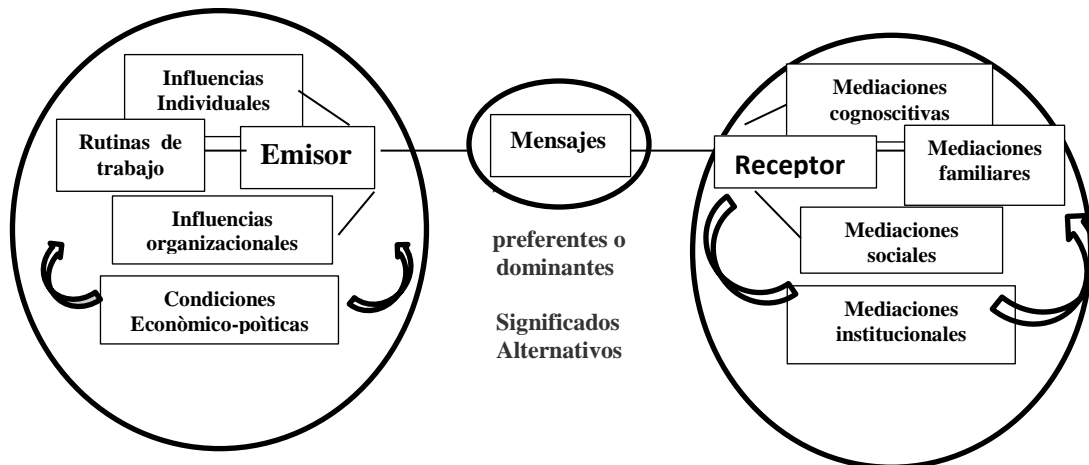 Influencias
Individuales
Rutinas de
trabajo
Emisor
Influencias
organizacionales
Condiciones
Econòmico-poìticas
Mensajes
preferentes o
dominantes
Significados
Alternativos
Mediaciones
cognoscitivas
Receptor
Mediaciones
familiares
Mediaciones
sociales
Mediaciones
institucionales